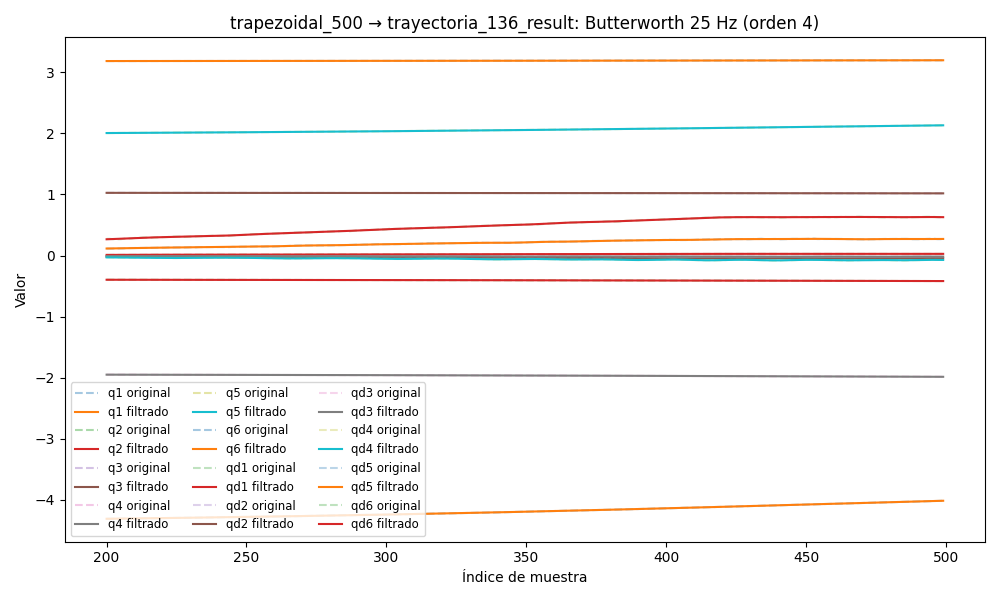 trapezoidal_500 → trayectoria_136_result: Butterworth 25 Hz (orden 4)
Valor
3
2
1
0
−1
−2
−3
−4
q1 original
q1 filtrado
q2 original
q2 filtrado
q3 original
q3 filtrado
q4 original
q4 filtrado
q5 original
q5 filtrado
q6 original
q6 filtrado
qd1 original
qd1 filtrado
qd2 original
qd2 filtrado
qd3 original
qd3 filtrado
qd4 original
qd4 filtrado
qd5 original
qd5 filtrado
qd6 original
qd6 filtrado
200
250
300
350
400
450
500
Índice de muestra